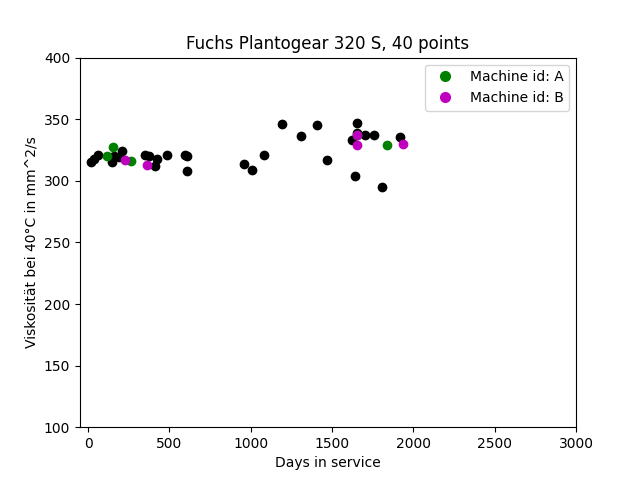 Fuchs Plantogear 320 S, 40 points
Machine id: A
Machine id: B
Viskosität bei 40°C in mm^2/s
400
350
300
250
200
150
100
0
500
1000
1500
2000
2500
3000
Days in service